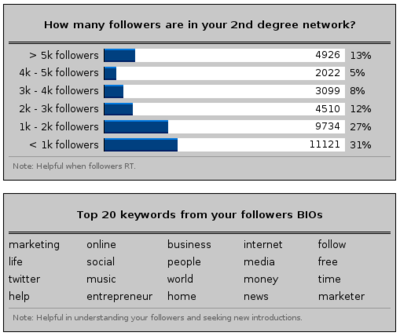 How many followers are in your 2nd degree network?
> 5k followers 4926 13%
4k - 5k followers 2022 5%
3k - 4k followers 3099 8%
2k - 3k followers 4510 12%
1k - 2k followers 9734 27%
< 1k followers 11121 31%
Note: Helpful when followers RT.
Top 20 keywords from your followers BIOs
marketing online business internet follow
life social people media free
twitter music world money time
help entrepreneur home news marketer
Note: Helpful in understanding your followers and seeking new introductions.